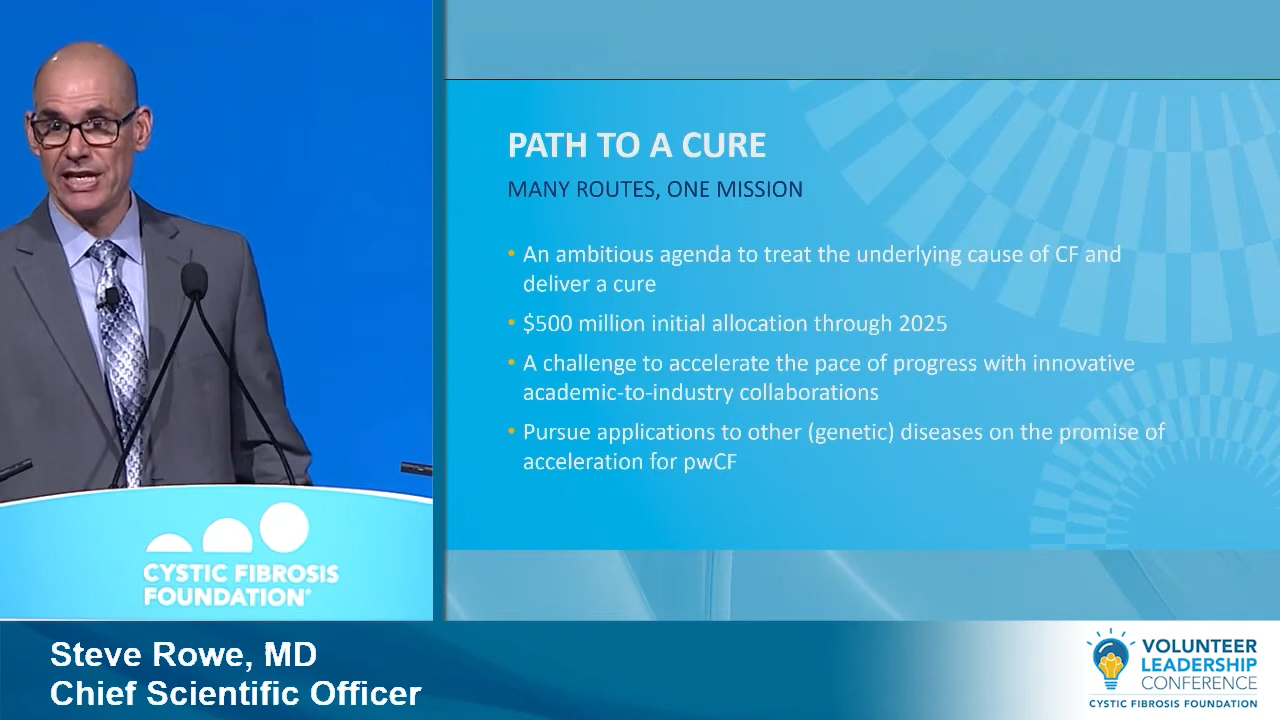 PATH TO A CURE
MANY ROUTES, ONE MISSION
• An ambitious agenda to treat the underlying cause of CF and
deliver a cure
• $500 million initial allocation through 2025
• A challenge to accelerate the pace of progress with innovative
academic-to-industry collaborations
• Pursue applications to other (genetic) diseases on the promise of
acceleration for pwCF
CYSTIC FIBROSIS
FOUNDATION®
Steve Rowe, MD
Chief Scientific Officer
VOLUNTEER
LEADERSHIP
CONFERENCE
CYSTIC FIBROSIS FOUNDATION